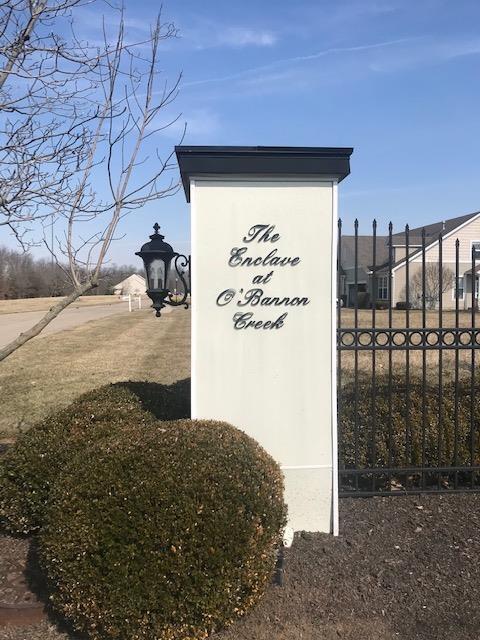 The
Enclave
at
O'Bannon
Creek